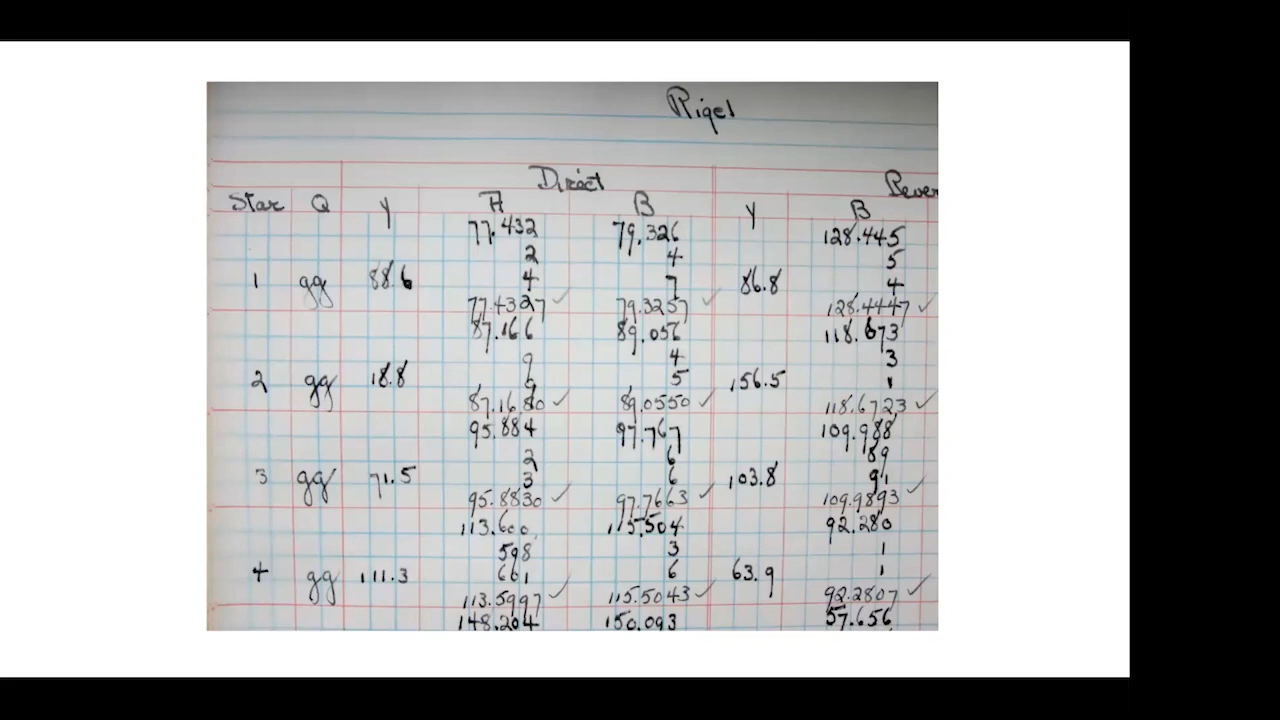 Rigel
Direct Rever
Star Q Y A B Y B
77.432 79.326 128.445
2 4 5
1 gg 88.6 4 7 86.8 4
77.4327 ✓ 79.3257 ✓ 128.4447 ✓
87.166 89.056 118.673
9 4 3
2 gg 18.8 9 5 156.5 1
87.1680 ✓ 89.0550 ✓ 118.6723 ✓
95.884 97.767 109.988
2 6 89
3 gg 71.5 3 6 103.8 91
95.8830 ✓ 97.7663 ✓ 109.9893 ✓
113.600 115.504 92.280
598 3 1
4 gg 111.3 601 6 63.9 1
113.5997 ✓ 115.5043 ✓ 92.2807 ✓
148.204 150.093 57.656